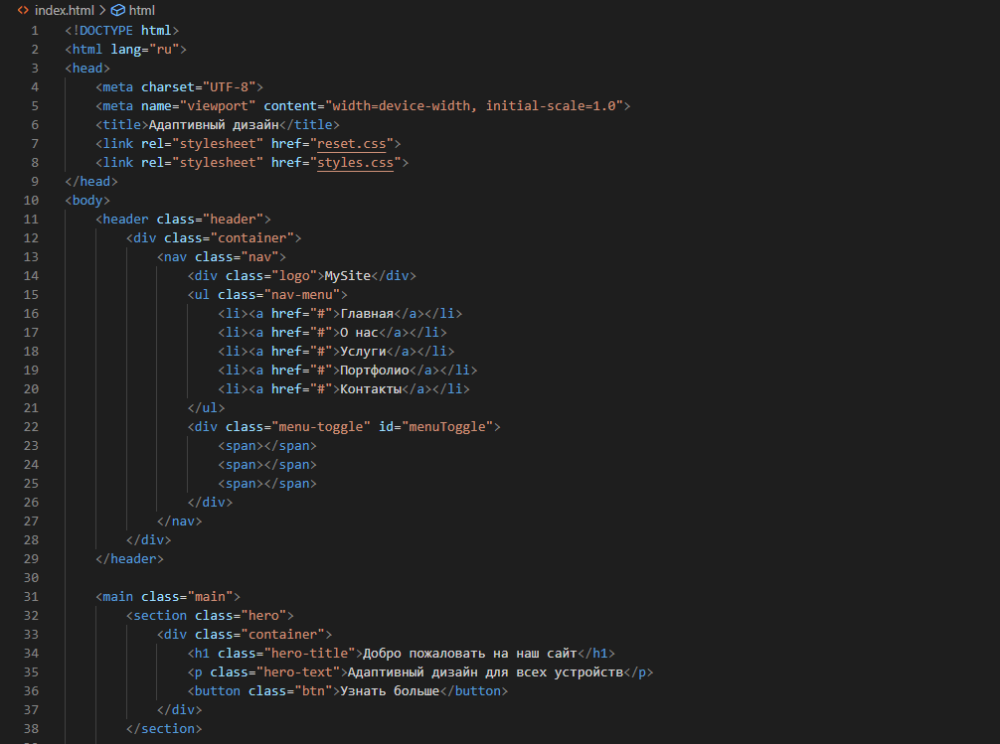 index.html > html
1 <!DOCTYPE html>
2 <html lang="ru">
3 <head>
4     <meta charset="UTF-8">
5     <meta name="viewport" content="width=device-width, initial-scale=1.0">
6     <title>Адаптивный дизайн</title>
7     <link rel="stylesheet" href="reset.css">
8     <link rel="stylesheet" href="styles.css">
9 </head>
10 <body>
11     <header class="header">
12         <div class="container">
13             <nav class="nav">
14                 <div class="logo">MySite</div>
15                 <ul class="nav-menu">
16                     <li><a href="#">Главная</a></li>
17                     <li><a href="#">О нас</a></li>
18                     <li><a href="#">Услуги</a></li>
19                     <li><a href="#">Портфолио</a></li>
20                     <li><a href="#">Контакты</a></li>
21                 </ul>
22                 <div class="menu-toggle" id="menuToggle">
23                     <span></span>
24                     <span></span>
25                     <span></span>
26                 </div>
27             </nav>
28         </div>
29     </header>
30
31     <main class="main">
32         <section class="hero">
33             <div class="container">
34                 <h1 class="hero-title">Добро пожаловать на наш сайт</h1>
35                 <p class="hero-text">Адаптивный дизайн для всех устройств</p>
36                 <button class="btn">Узнать больше</button>
37             </div>
38         </section>